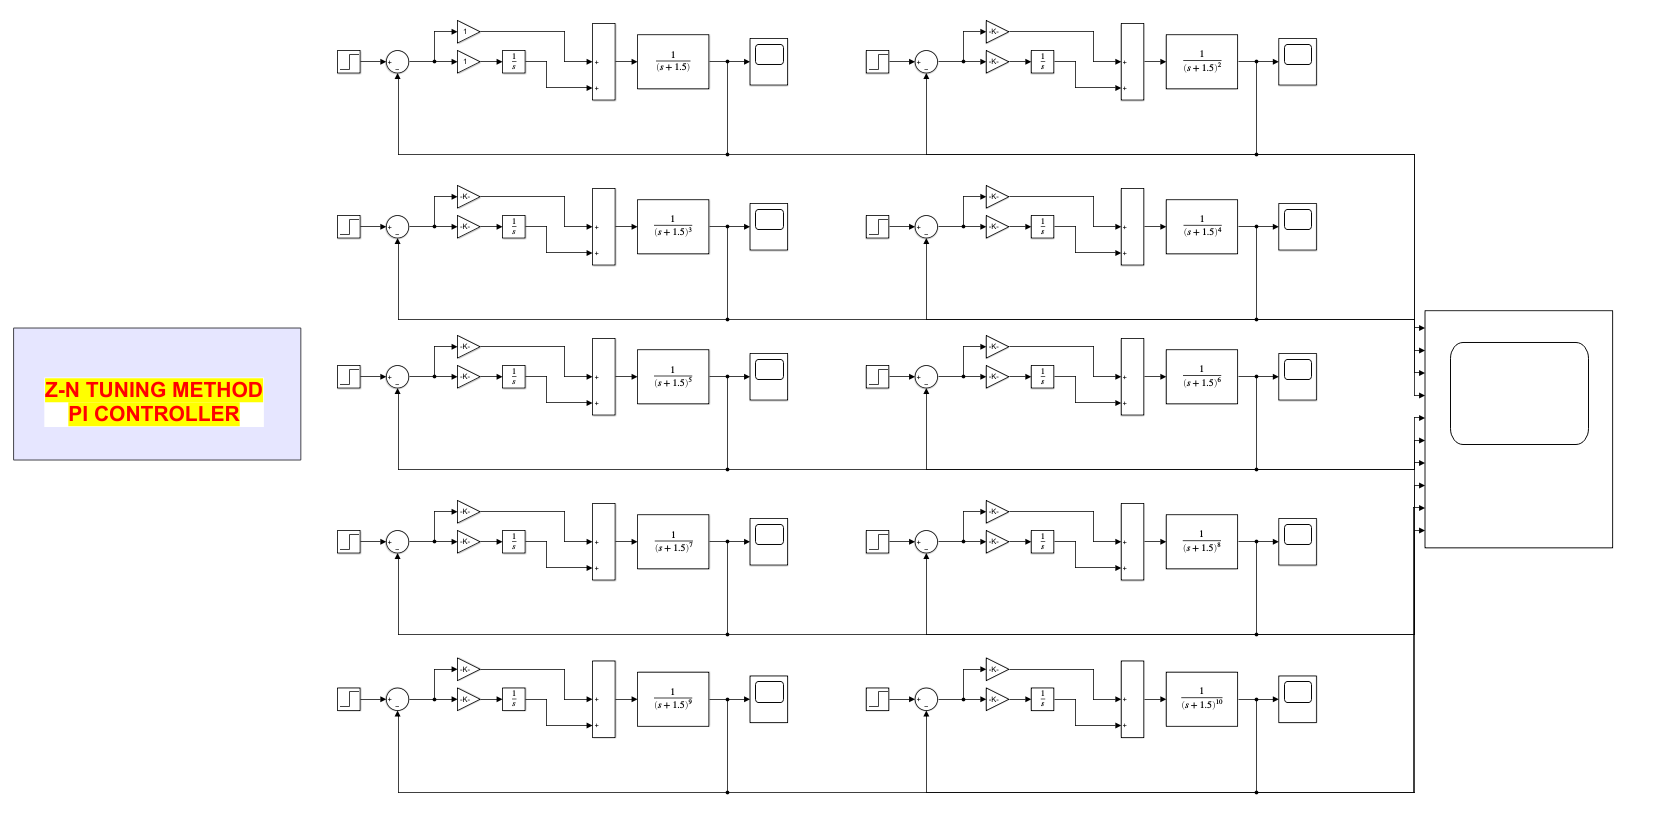 1
1
1/s
+
−
+
+
1/(s + 1.5)
-K-
-K-
1/s
+
−
+
+
1/(s + 1.5)^2
-K-
-K-
1/s
+
−
+
+
1/(s + 1.5)^3
-K-
-K-
1/s
+
−
+
+
1/(s + 1.5)^4
Z-N TUNING METHOD
PI CONTROLLER
-K-
-K-
1/s
+
−
+
+
1/(s + 1.5)^5
-K-
-K-
1/s
+
−
+
+
1/(s + 1.5)^6
-K-
-K-
1/s
+
−
+
+
1/(s + 1.5)^7
-K-
-K-
1/s
+
−
+
+
1/(s + 1.5)^8
-K-
-K-
1/s
+
−
+
+
1/(s + 1.5)^9
-K-
-K-
1/s
+
−
+
+
1/(s + 1.5)^10